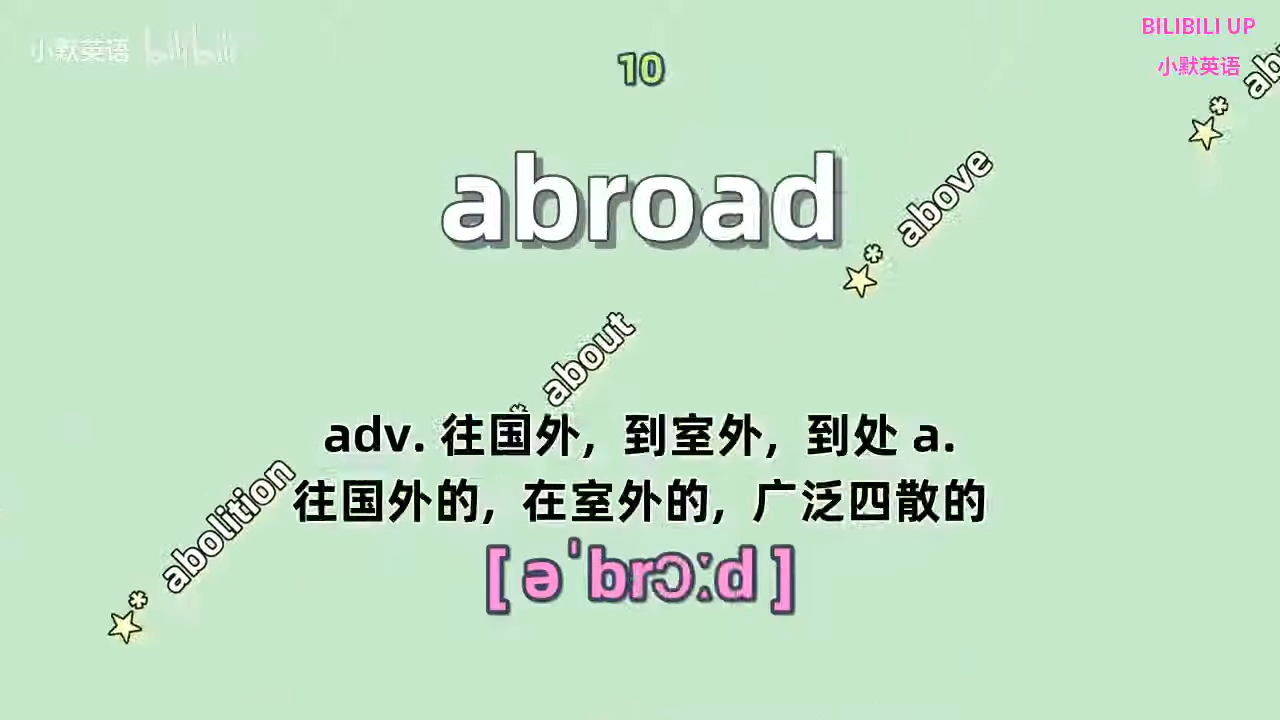 小默英语 bilibili
BILIBILI UP
小默英语
10
abroad
above
about
abolition
adv. 往国外, 到室外, 到处 a.
往国外的, 在室外的, 广泛四散的
[ əˈbrɔːd ]